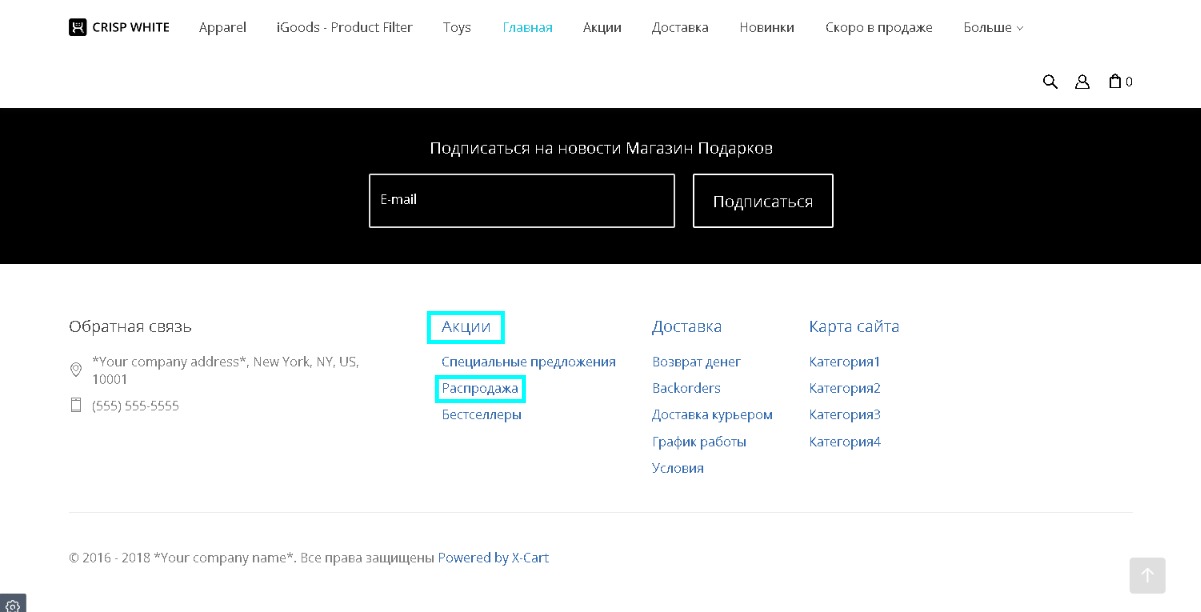 CRISP WHITE Apparel iGoods - Product Filter Toys Главная Акции Доставка Новинки Скоро в продаже Больше
0
Подписаться на новости Магазин Подарков
E-mail Подписаться
Обратная связь
*Your company address*, New York, NY, US,
10001
(555) 555-5555
Акции
Специальные предложения
Распродажа
Бестселлеры
Доставка
Возврат денег
Backorders
Доставка курьером
График работы
Условия
Карта сайта
Категория1
Категория2
Категория3
Категория4
© 2016 - 2018 *Your company name*. Все права защищены Powered by X-Cart